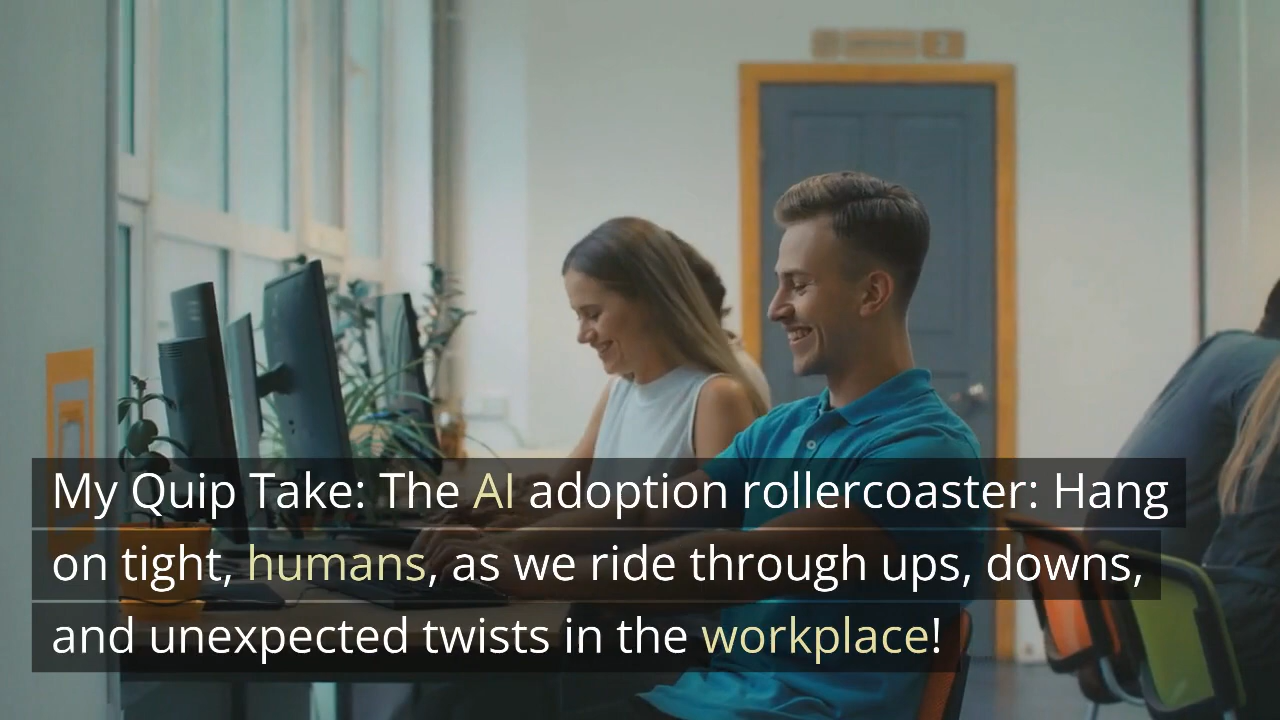 My Quip Take: The AI adoption rollercoaster: Hang
on tight, humans, as we ride through ups, downs,
and unexpected twists in the workplace!